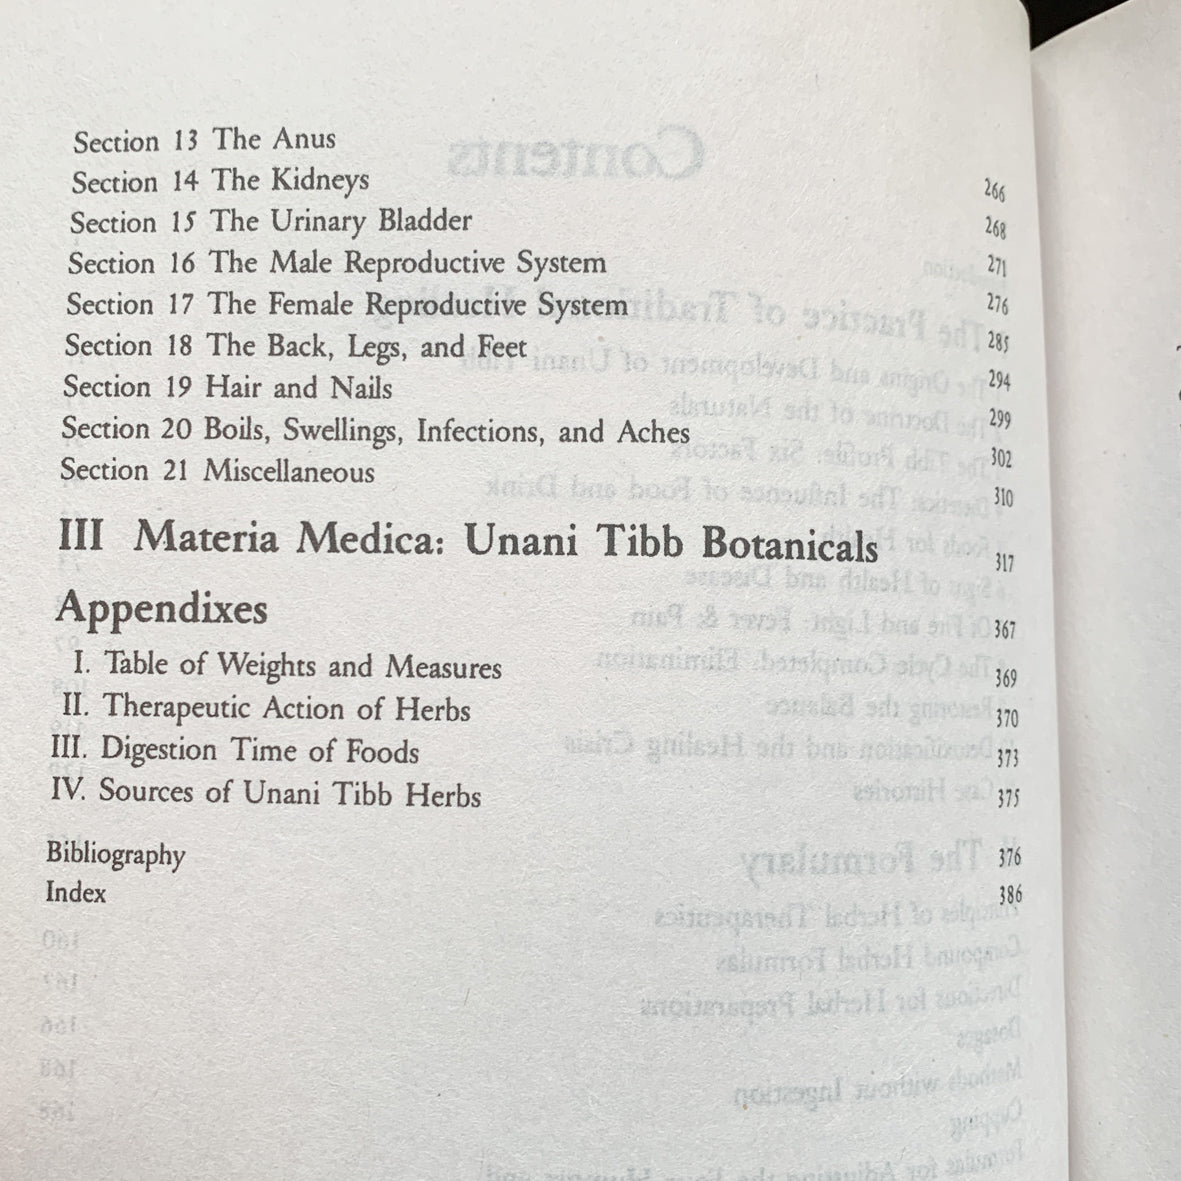 Section 13 The Anus 266
Section 14 The Kidneys 268
Section 15 The Urinary Bladder 271
Section 16 The Male Reproductive System 276
Section 17 The Female Reproductive System 285
Section 18 The Back, Legs, and Feet 294
Section 19 Hair and Nails 299
Section 20 Boils, Swellings, Infections, and Aches 302
Section 21 Miscellaneous 310
III Materia Medica: Unani Tibb Botanicals 317
Appendixes 367
I. Table of Weights and Measures 369
II. Therapeutic Action of Herbs 370
III. Digestion Time of Foods 373
IV. Sources of Unani Tibb Herbs 375
Bibliography 376
Index 386